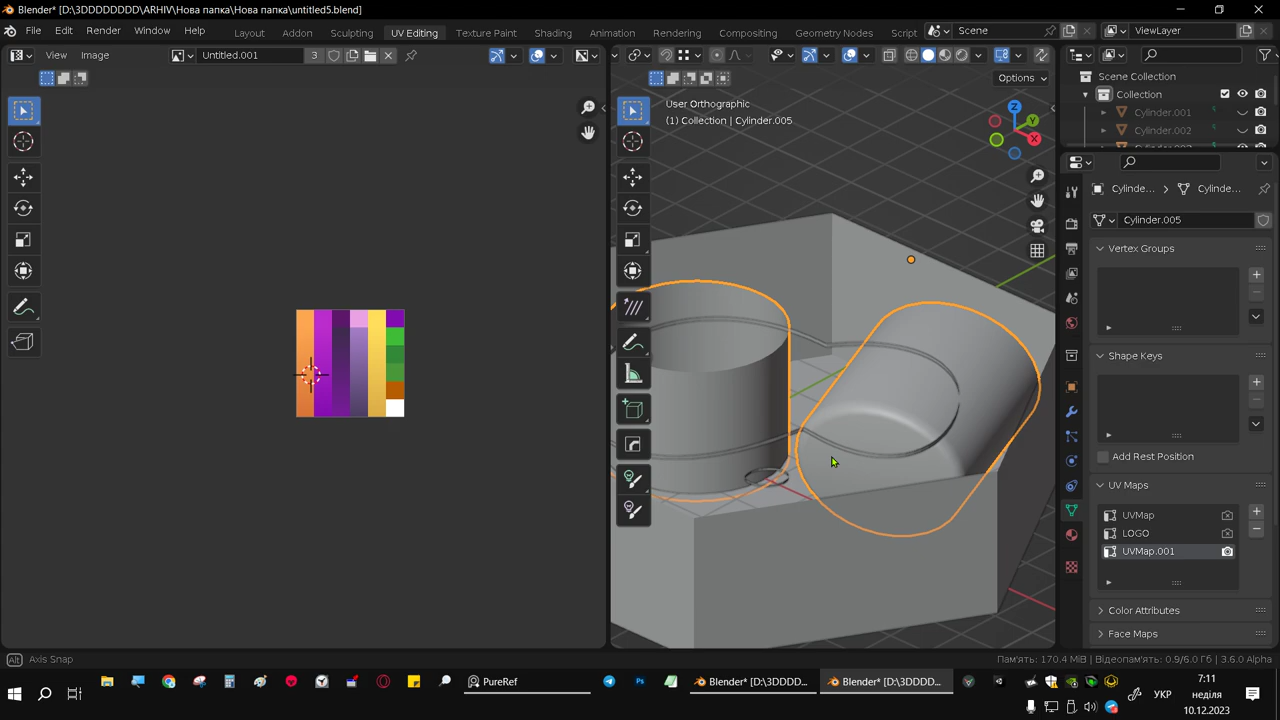 Blender* [D:\3DDDDDDDD\ARHIV\Нова папка\Нова папка\untitled5.blend]
File Edit Render Window Help Layout Addon Sculpting UV Editing Texture Paint Shading Animation Rendering Compositing Geometry Nodes Script Scene ViewLayer
View Image Untitled.001 3
Options
User Orthographic
(1) Collection | Cylinder.005
Z
Y
X
Scene Collection
Collection
Cylinder.001
Cylinder.002
Cylinde... Cylinde...
Cylinder.005
Vertex Groups
Shape Keys
Add Rest Position
UV Maps
UVMap
LOGO
UVMap.001
Color Attributes
Face Maps
Alt Axis Snap Пам'ять: 170.4 MiB | Відеопам'ять: 0.9/6.0 Гб | 3.6.0 Alpha
PureRef Blender* [D:\3DDDD... Blender* [D:\3DDDD...
7:11
УКР неділя
10.12.2023